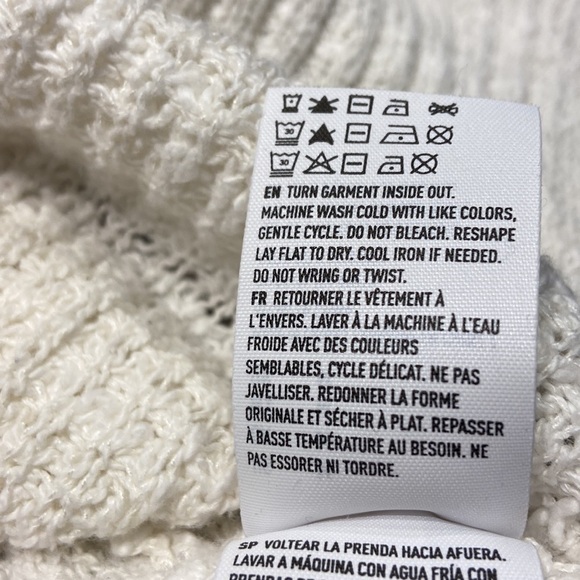 30
30
EN TURN GARMENT INSIDE OUT.
MACHINE WASH COLD WITH LIKE COLORS,
GENTLE CYCLE. DO NOT BLEACH. RESHAPE
LAY FLAT TO DRY. COOL IRON IF NEEDED.
DO NOT WRING OR TWIST.
FR RETOURNER LE VÊTEMENT À
L'ENVERS. LAVER À LA MACHINE À L'EAU
FROIDE AVEC DES COULEURS
SEMBLABLES, CYCLE DÉLICAT. NE PAS
JAVELLISER. REDONNER LA FORME
ORIGINALE ET SÉCHER À PLAT. REPASSER
À BASSE TEMPÉRATURE AU BESOIN. NE
PAS ESSORER NI TORDRE.
SP VOLTEAR LA PRENDA HACIA AFUERA.
LAVAR A MÁQUINA CON AGUA FRÍA CON